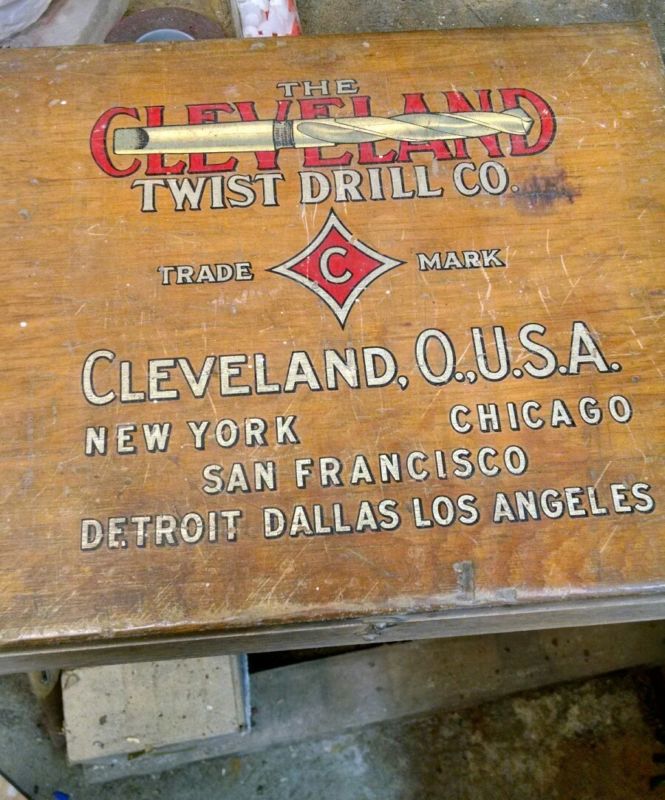 THE
CLEVELAND
TWIST DRILL CO.
TRADE C MARK
CLEVELAND, O., U.S.A.
NEW YORK CHICAGO
SAN FRANCISCO
DETROIT DALLAS LOS ANGELES